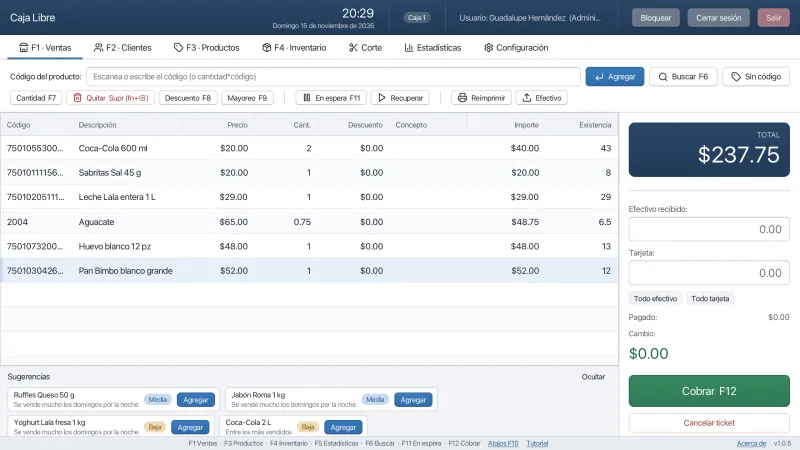 Caja Libre
20:29
Domingo 15 de noviembre de 2026
Caja 1
Usuario: Guadalupe Hernández (Admini...
Bloquear
Cerrar sesión
Salir
F1 · Ventas
F2 · Clientes
F3 · Productos
F4 · Inventario
Corte
Estadísticas
Configuración
Código del producto:
Escanea o escribe el código (o cantidad*código)
Agregar
Buscar F6
Sin código
Cantidad F7
Quitar Supr (fn+⌫)
Descuento F8
Mayoreo F9
En espera F11
Recuperar
Reimprimir
Efectivo
Código Descripción Precio Cant. Descuento Concepto Importe Existencia
7501055300... Coca-Cola 600 ml $20.00 2 $0.00 $40.00 43
75010111156... Sabritas Sal 45 g $20.00 1 $0.00 $20.00 8
75010205111... Leche Lala entera 1 L $29.00 1 $0.00 $29.00 29
2004 Aguacate $65.00 0.75 $0.00 $48.75 6.5
7501073200... Huevo blanco 12 pz $48.00 1 $0.00 $48.00 13
7501030426... Pan Bimbo blanco grande $52.00 1 $0.00 $52.00 12
TOTAL
$237.75
Efectivo recibido:
0.00
Tarjeta:
0.00
Todo efectivo
Todo tarjeta
Pagado: $0.00
Cambio:
$0.00
Cobrar F12
Cancelar ticket
Sugerencias
Ocultar
Ruffles Queso 50 g
Se vende mucho los domingos por la noche
Media
Agregar
Jabón Roma 1 kg
Se vende mucho los domingos por la noche
Media
Agregar
Yoghurt Lala fresa 1 kg
Se vende mucho los domingos por la noche
Baja
Agregar
Coca-Cola 2 L
Entre los más vendidos
Baja
Agregar
F1 Ventas · F3 Productos · F4 Inventario · F5 Estadísticas · F6 Buscar · F11 En espera · F12 Cobrar Atajos F10 Tutorial
Acerca de v1.0.5